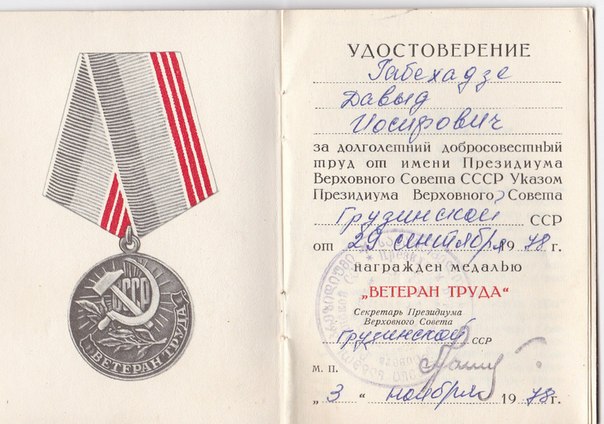 СССР
ВЕТЕРАН ТРУДА
УДОСТОВЕРЕНИЕ
Габехадзе
Давыд
Иосифович
за долголетний добросовестный
труд от имени Президиума
Верховного Совета СССР Указом
Президиума Верховного Совета
Грузинской ССР
от 29 сентября 1978 г.
награжден медалью
„ВЕТЕРАН ТРУДА“
Секретарь Президиума
Верховного Совета
Грузинской ССР
М. П.
„ 3 “ ноября 1978 г.